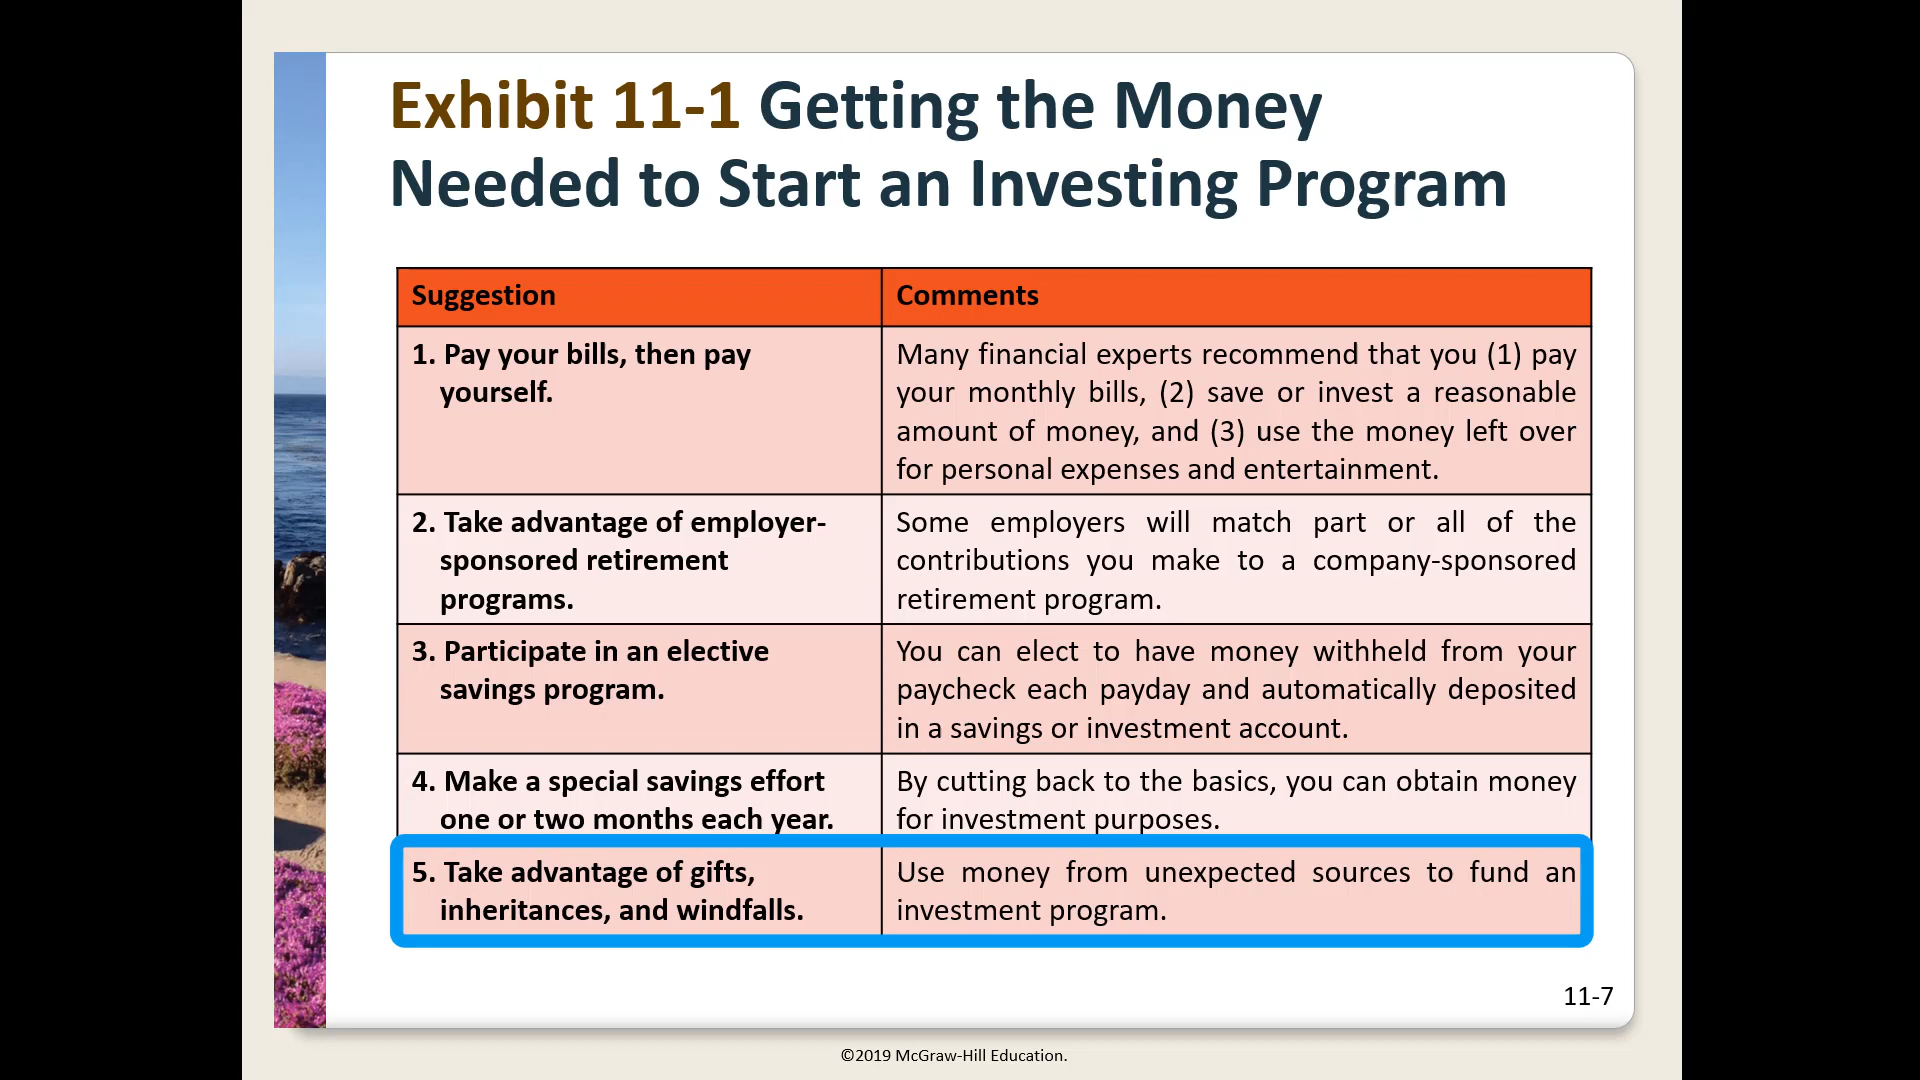 Exhibit 11-1 Getting the Money
Needed to Start an Investing Program
Suggestion
Comments
1. Pay your bills, then pay
yourself.
Many financial experts recommend that you (1) pay
your monthly bills, (2) save or invest a reasonable
amount of money, and (3) use the money left over
for personal expenses and entertainment.
2. Take advantage of employer-
sponsored retirement
programs.
Some employers will match part or all of the
contributions you make to a company-sponsored
retirement program.
3. Participate in an elective
savings program.
You can elect to have money withheld from your
paycheck each payday and automatically deposited
in a savings or investment account.
4. Make a special savings effort
one or two months each year.
By cutting back to the basics, you can obtain money
for investment purposes.
5. Take advantage of gifts,
inheritances, and windfalls.
Use money from unexpected sources to fund an
investment program.
11-7
©2019 McGraw-Hill Education.